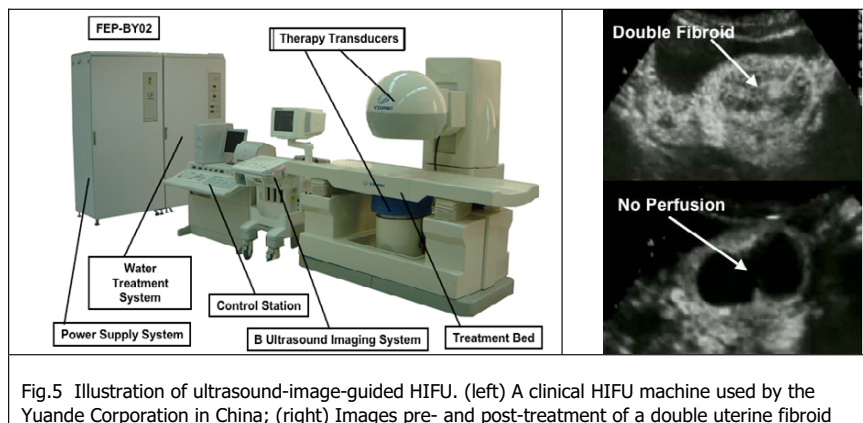 FEP-BY02
Therapy Transducers
Double Fibroid
No Perfusion
Water
Treatment
System
Control Station
Power Supply System
B Ultrasound Imaging System
Treatment Bed
Fig.5 Illustration of ultrasound-image-guided HIFU. (left) A clinical HIFU machine used by the
Yuande Corporation in China; (right) Images pre- and post-treatment of a double uterine fibroid